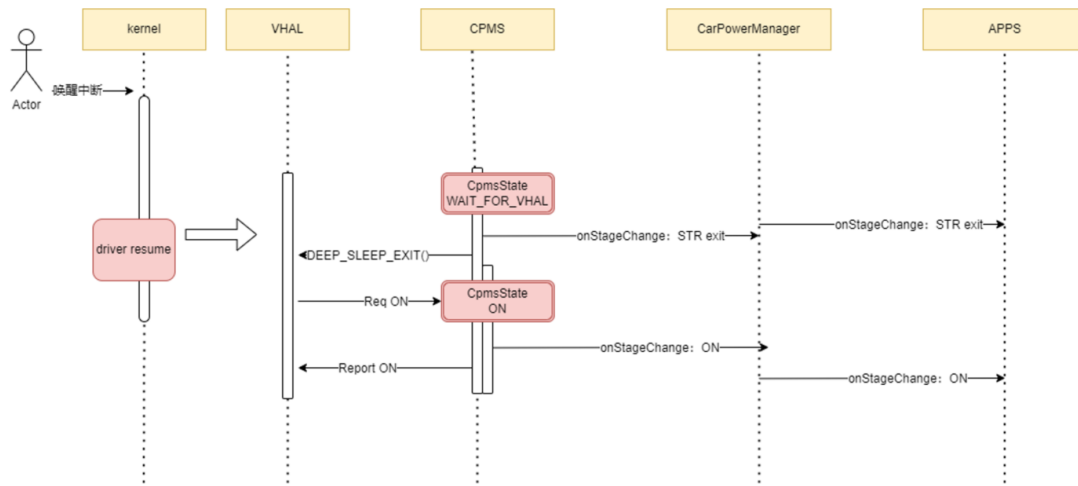 kernel
VHAL
CPMS
CarPowerManager
APPS
Actor
唤醒中断
CpmsState
WAIT_FOR_VHAL
driver resume
onStageChange：STR exit
onStageChange：STR exit
DEEP_SLEEP_EXIT()
CpmsState
ON
Req ON
onStageChange：ON
Report ON
onStageChange：ON